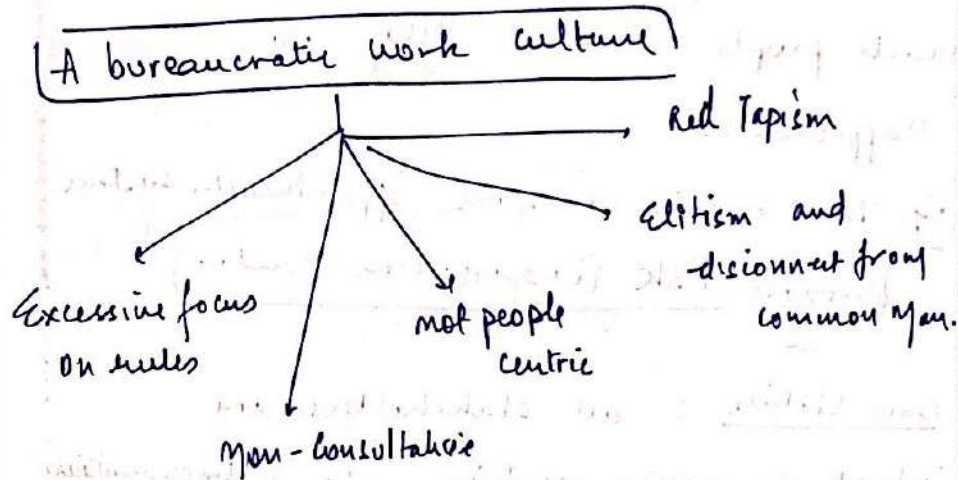 A bureaucratic work culture
Red Tapism
Elitism and
disconnect from
common man.
Excessive focus
on rules
not people
centric
Non-Consultative